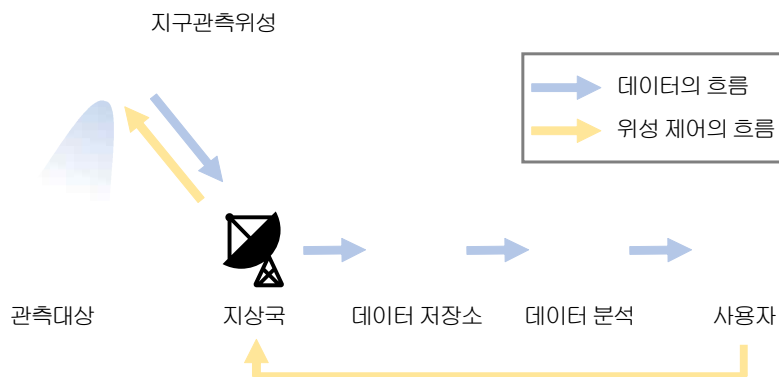 지구관측위성
데이터의 흐름
위성 제어의 흐름
관측대상
지상국
데이터 저장소
데이터 분석
사용자